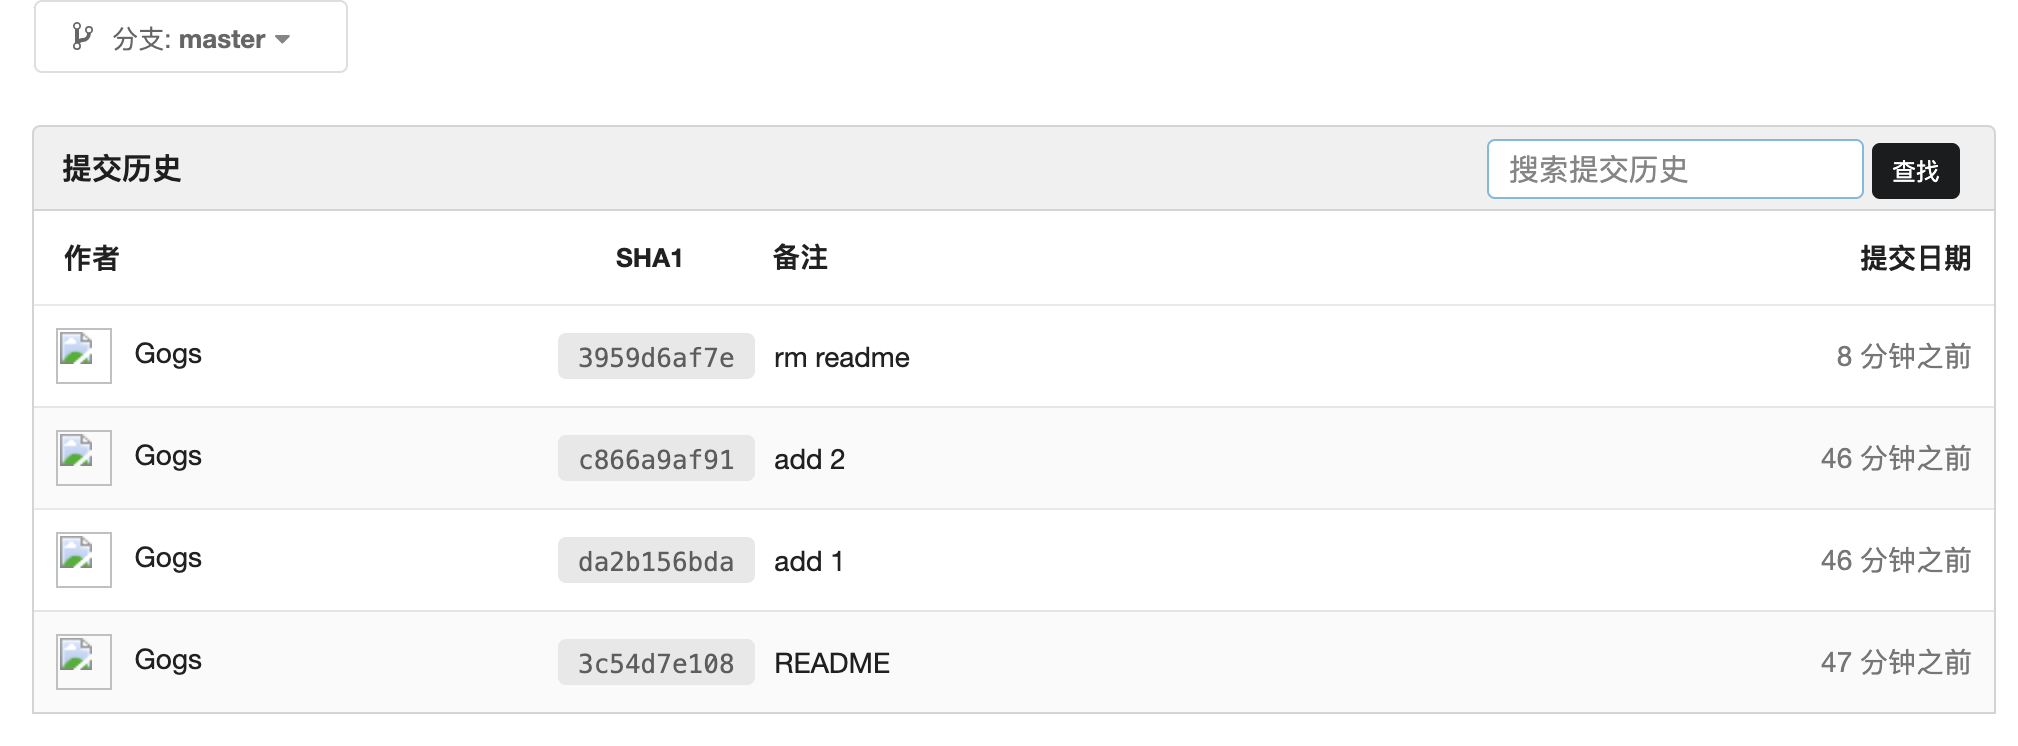 分支: master
提交历史 搜索提交历史 查找
作者 SHA1 备注 提交日期
Gogs 3959d6af7e rm readme 8 分钟之前
Gogs c866a9af91 add 2 46 分钟之前
Gogs da2b156bda add 1 46 分钟之前
Gogs 3c54d7e108 README 47 分钟之前